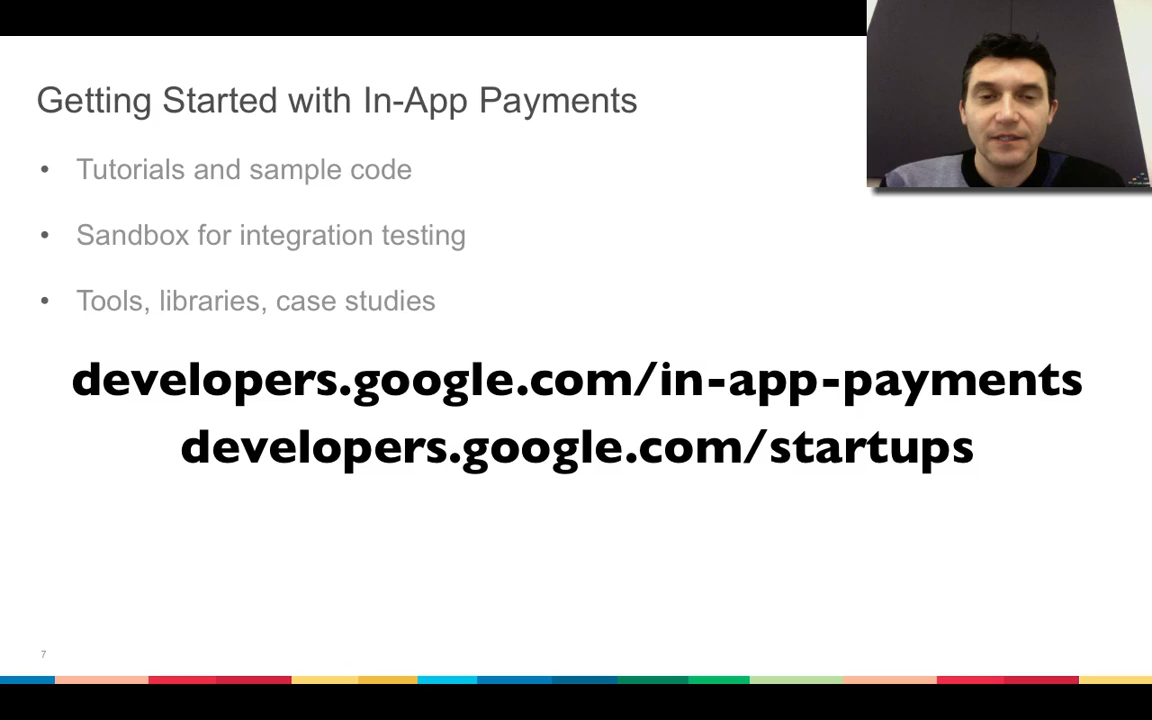 Getting Started with In-App Payments
• Tutorials and sample code
• Sandbox for integration testing
• Tools, libraries, case studies
developers.google.com/in-app-payments
developers.google.com/startups
7